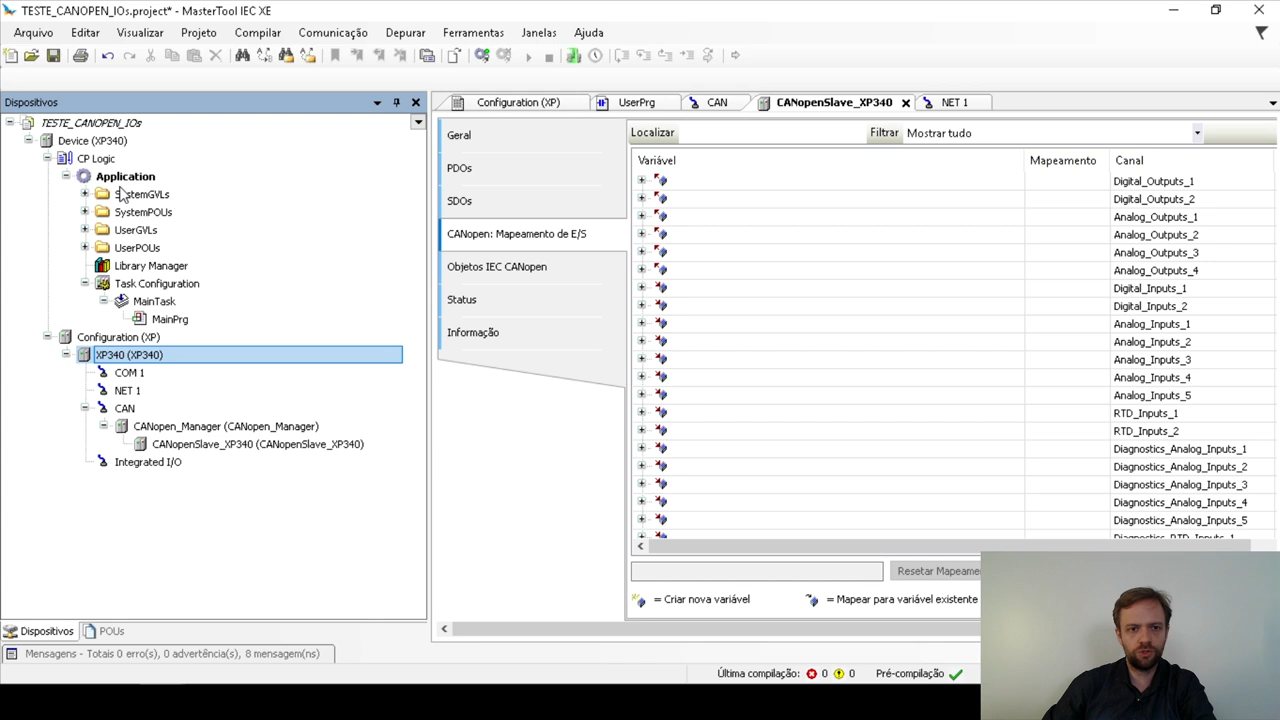 TESTE_CANOPEN_IOs.project* - MasterTool IEC XE
Arquivo Editar Visualizar Projeto Compilar Comunicação Depurar Ferramentas Janelas Ajuda
Dispositivos
Configuration (XP) UserPrg CAN CANopenSlave_XP340 NET 1
TESTE_CANOPEN_IOs
Device (XP340)
CP Logic
Application
SystemGVLs
SystemPOUs
UserGVLs
UserPOUs
Library Manager
Task Configuration
MainTask
MainPrg
Configuration (XP)
XP340 (XP340)
COM 1
NET 1
CAN
CANopen_Manager (CANopen_Manager)
CANopenSlave_XP340 (CANopenSlave_XP340)
Integrated I/O
Dispositivos POUs
Geral
PDOs
SDOs
CANopen: Mapeamento de E/S
Objetos IEC CANopen
Status
Informação
Localizar Filtrar Mostrar tudo
Variável Mapeamento Canal
Digital_Outputs_1
Digital_Outputs_2
Analog_Outputs_1
Analog_Outputs_2
Analog_Outputs_3
Analog_Outputs_4
Digital_Inputs_1
Digital_Inputs_2
Analog_Inputs_1
Analog_Inputs_2
Analog_Inputs_3
Analog_Inputs_4
Analog_Inputs_5
RTD_Inputs_1
RTD_Inputs_2
Diagnostics_Analog_Inputs_1
Diagnostics_Analog_Inputs_2
Diagnostics_Analog_Inputs_3
Diagnostics_Analog_Inputs_4
Diagnostics_Analog_Inputs_5
Diagnostics_RTD_Inputs_1
Resetar Mapeame
= Criar nova variável = Mapear para variável existente
Mensagens - Totais 0 erro(s), 0 advertência(s), 8 mensagem(ns)
Última compilação: 0 0 Pré-compilação